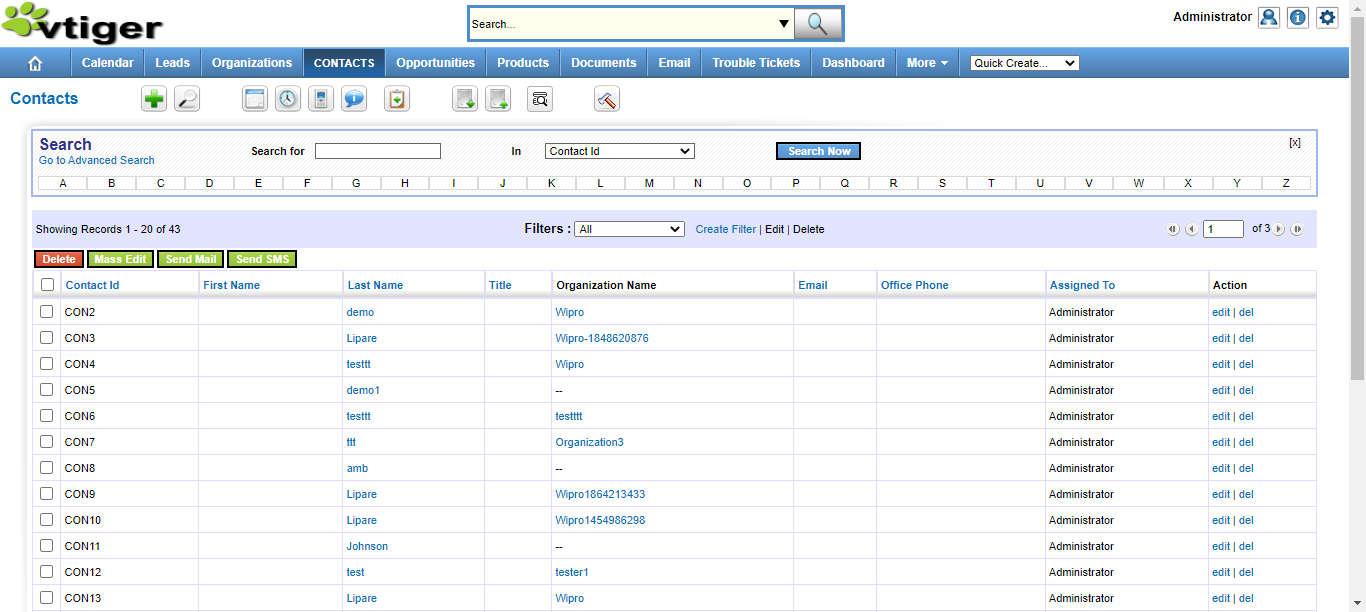 vtiger
Search...
Administrator
Calendar Leads Organizations CONTACTS Opportunities Products Documents Email Trouble Tickets Dashboard More Quick Create...
Contacts
Search
Go to Advanced Search
Search for In Contact Id Search Now [x]
A B C D E F G H I J K L M N O P Q R S T U V W X Y Z
Showing Records 1 - 20 of 43 Filters : All Create Filter | Edit | Delete 1 of 3
Delete Mass Edit Send Mail Send SMS
Contact Id First Name Last Name Title Organization Name Email Office Phone Assigned To Action
CON2 demo Wipro Administrator edit | del
CON3 Lipare Wipro-1848620876 Administrator edit | del
CON4 testtt Wipro Administrator edit | del
CON5 demo1 -- Administrator edit | del
CON6 testtt testttt Administrator edit | del
CON7 ttt Organization3 Administrator edit | del
CON8 amb -- Administrator edit | del
CON9 Lipare Wipro1864213433 Administrator edit | del
CON10 Lipare Wipro1454986298 Administrator edit | del
CON11 Johnson -- Administrator edit | del
CON12 test tester1 Administrator edit | del
CON13 Lipare Wipro Administrator edit | del